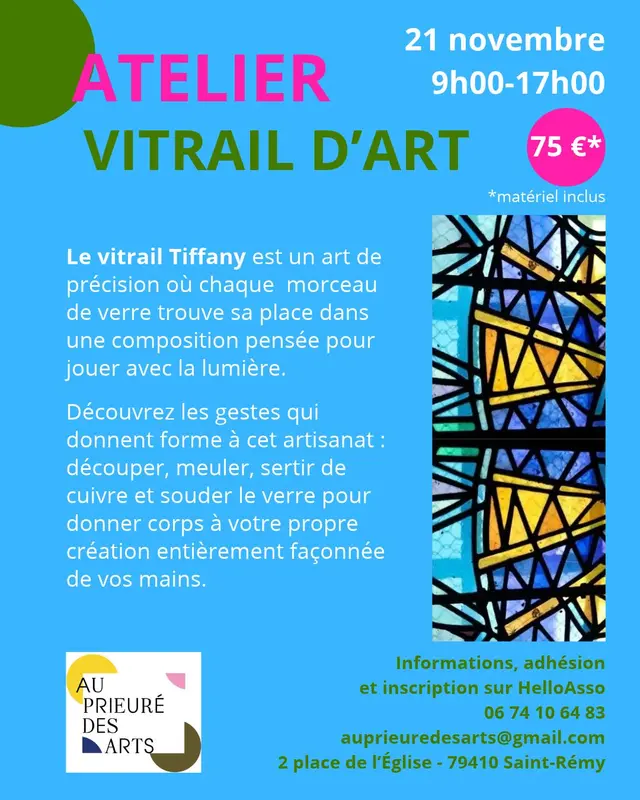 ATELIER
VITRAIL D’ART
21 novembre
9h00-17h00
75 €*
*matériel inclus
Le vitrail Tiffany est un art de
précision où chaque morceau
de verre trouve sa place dans
une composition pensée pour
jouer avec la lumière.
Découvrez les gestes qui
donnent forme à cet artisanat :
découper, meuler, sertir de
cuivre et souder le verre pour
donner corps à votre propre
création entièrement façonnée
de vos mains.
AU
PRIEURÉ
DES
ARTS
Informations, adhésion
et inscription sur HelloAsso
06 74 10 64 83
auprieuredesarts@gmail.com
2 place de l’Église - 79410 Saint-Rémy